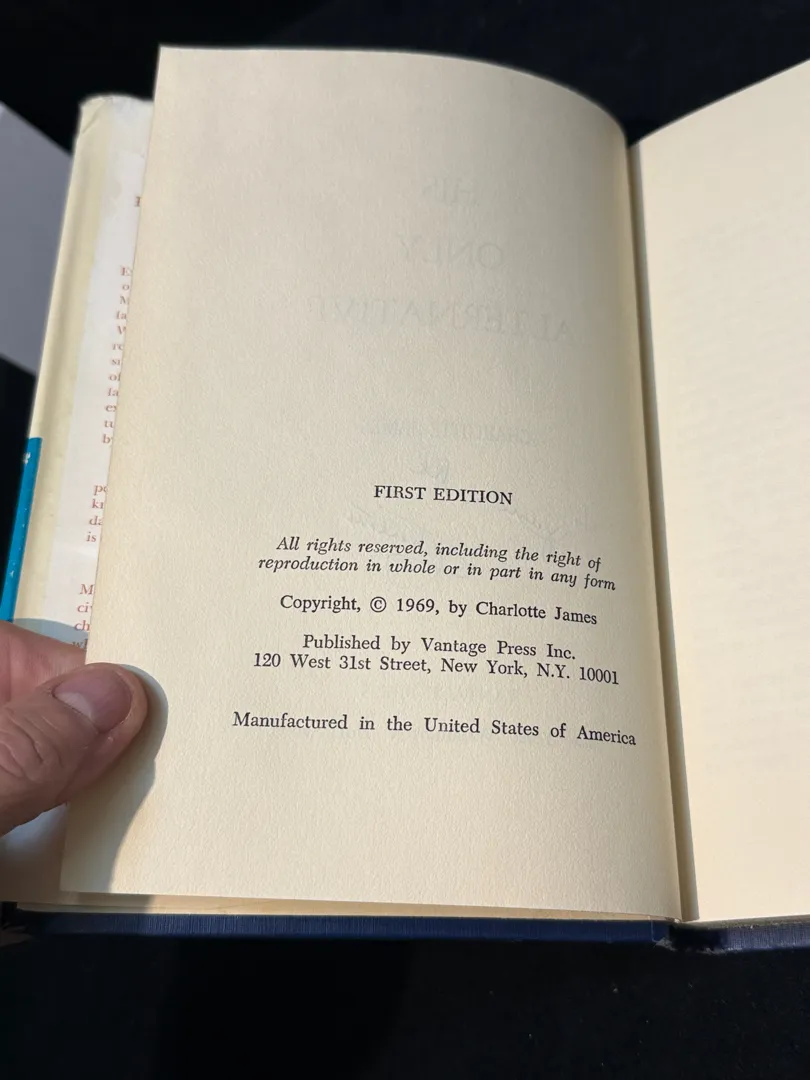 FIRST EDITION
All rights reserved, including the right of
reproduction in whole or in part in any form
Copyright, © 1969, by Charlotte James
Published by Vantage Press Inc.
120 West 31st Street, New York, N.Y. 10001
Manufactured in the United States of America